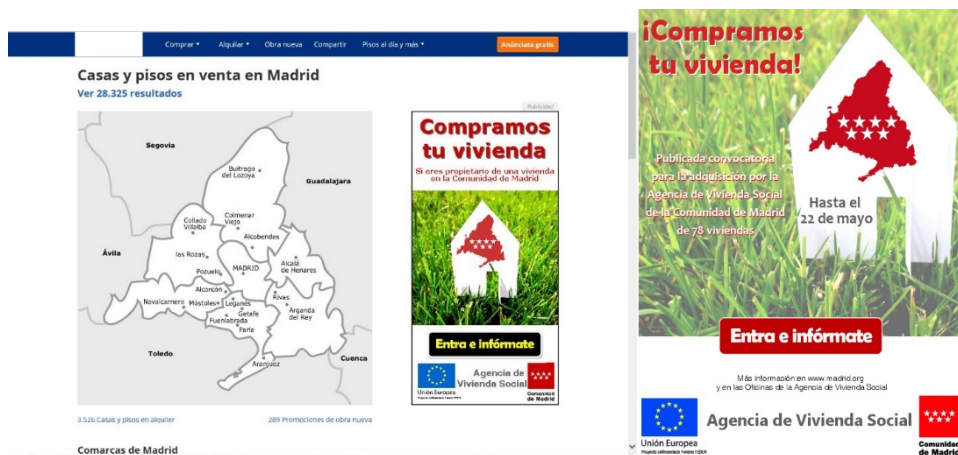 Comprar
Alquilar
Obra nueva
Compartir
Pisos al día y más
Anúnciate gratis
Casas y pisos en venta en Madrid
Ver 28.325 resultados
Segovia
Buitrago
del Lozoya
Guadalajara
Collado
Villalba
Colmenar
Viejo
Alcobendas
Ávila
las Rozas
MADRID
Alcalá
de Henares
Pozuelo
Alcorcón
Navalcarnero
Móstoles
Leganés
Rivas
Getafe
Arganda
del Rey
Fuenlabrada
Parla
Toledo
Aranjuez
Cuenca
3.526 Casas y pisos en alquiler
289 Promociones de obra nueva
Comarcas de Madrid
Publicidad
Compramos
tu vivienda
Si eres propietario de una vivienda
en la Comunidad de Madrid
Entra e infórmate
Agencia de
Vivienda Social
Unión Europea
Comunidad
de Madrid
¡Compramos
tu vivienda!
Publicada convocatoria
para la adquisición por la
Agencia de Vivienda Social
de la Comunidad de Madrid
de 78 viviendas
Hasta el
22 de mayo
Entra e infórmate
Más información en www.madrid.org
y en las Oficinas de la Agencia de Vivienda Social
Unión Europea
Agencia de Vivienda Social
Comunidad
de Madrid